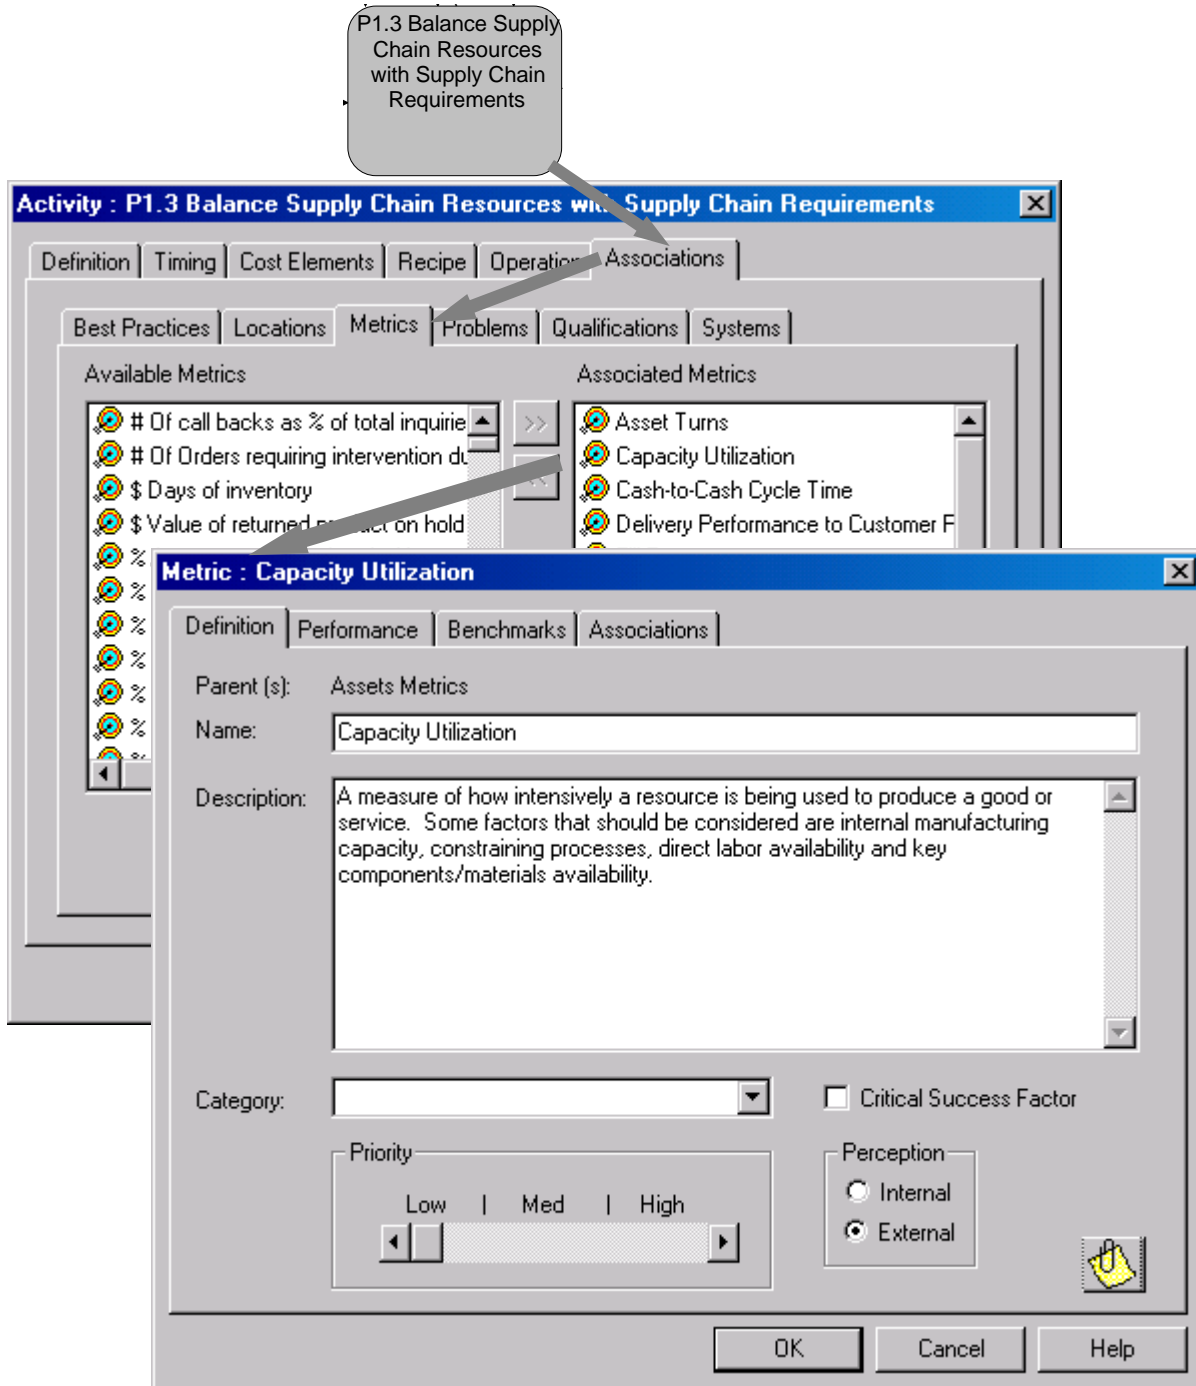 P1.3 Balance Supply
Chain Resources
with Supply Chain
Requirements
Activity : P1.3 Balance Supply Chain Resources with Supply Chain Requirements
Definition Timing Cost Elements Recipe Operation Associations
Best Practices Locations Metrics Problems Qualifications Systems
Available Metrics Associated Metrics
# Of call backs as % of total inquirie >> Asset Turns
# Of Orders requiring intervention du Capacity Utilization
$ Days of inventory << Cash-to-Cash Cycle Time
$ Value of returned product on hold Delivery Performance to Customer F
%
%
%
%
%
%
%
Metric : Capacity Utilization
Definition Performance Benchmarks Associations
Parent (s): Assets Metrics
Name: Capacity Utilization
Description: A measure of how intensively a resource is being used to produce a good or
service. Some factors that should be considered are internal manufacturing
capacity, constraining processes, direct labor availability and key
components/materials availability.
Category: Critical Success Factor
Priority Perception
Low | Med | High Internal
External
OK Cancel Help